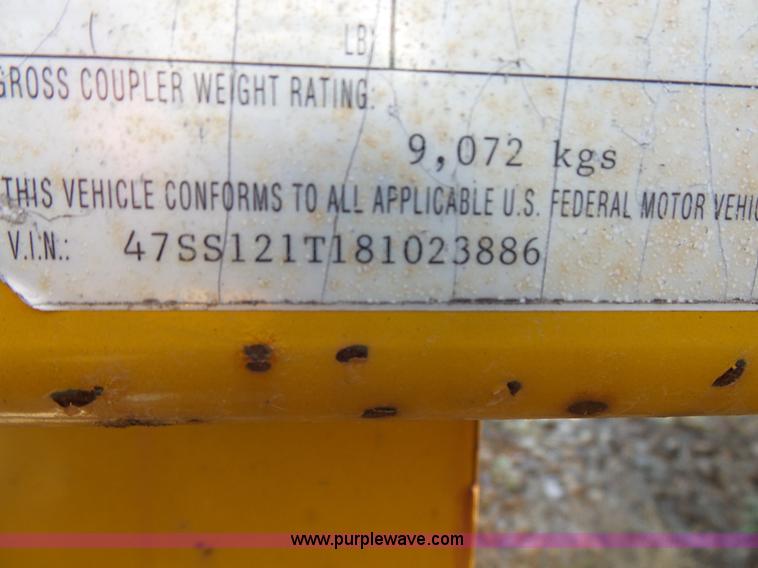 LB
GROSS COUPLER WEIGHT RATING:
9,072 kgs
THIS VEHICLE CONFORMS TO ALL APPLICABLE U.S. FEDERAL MOTOR VEHIC
V.I.N.: 47SS121T181023886
www.purplewave.com